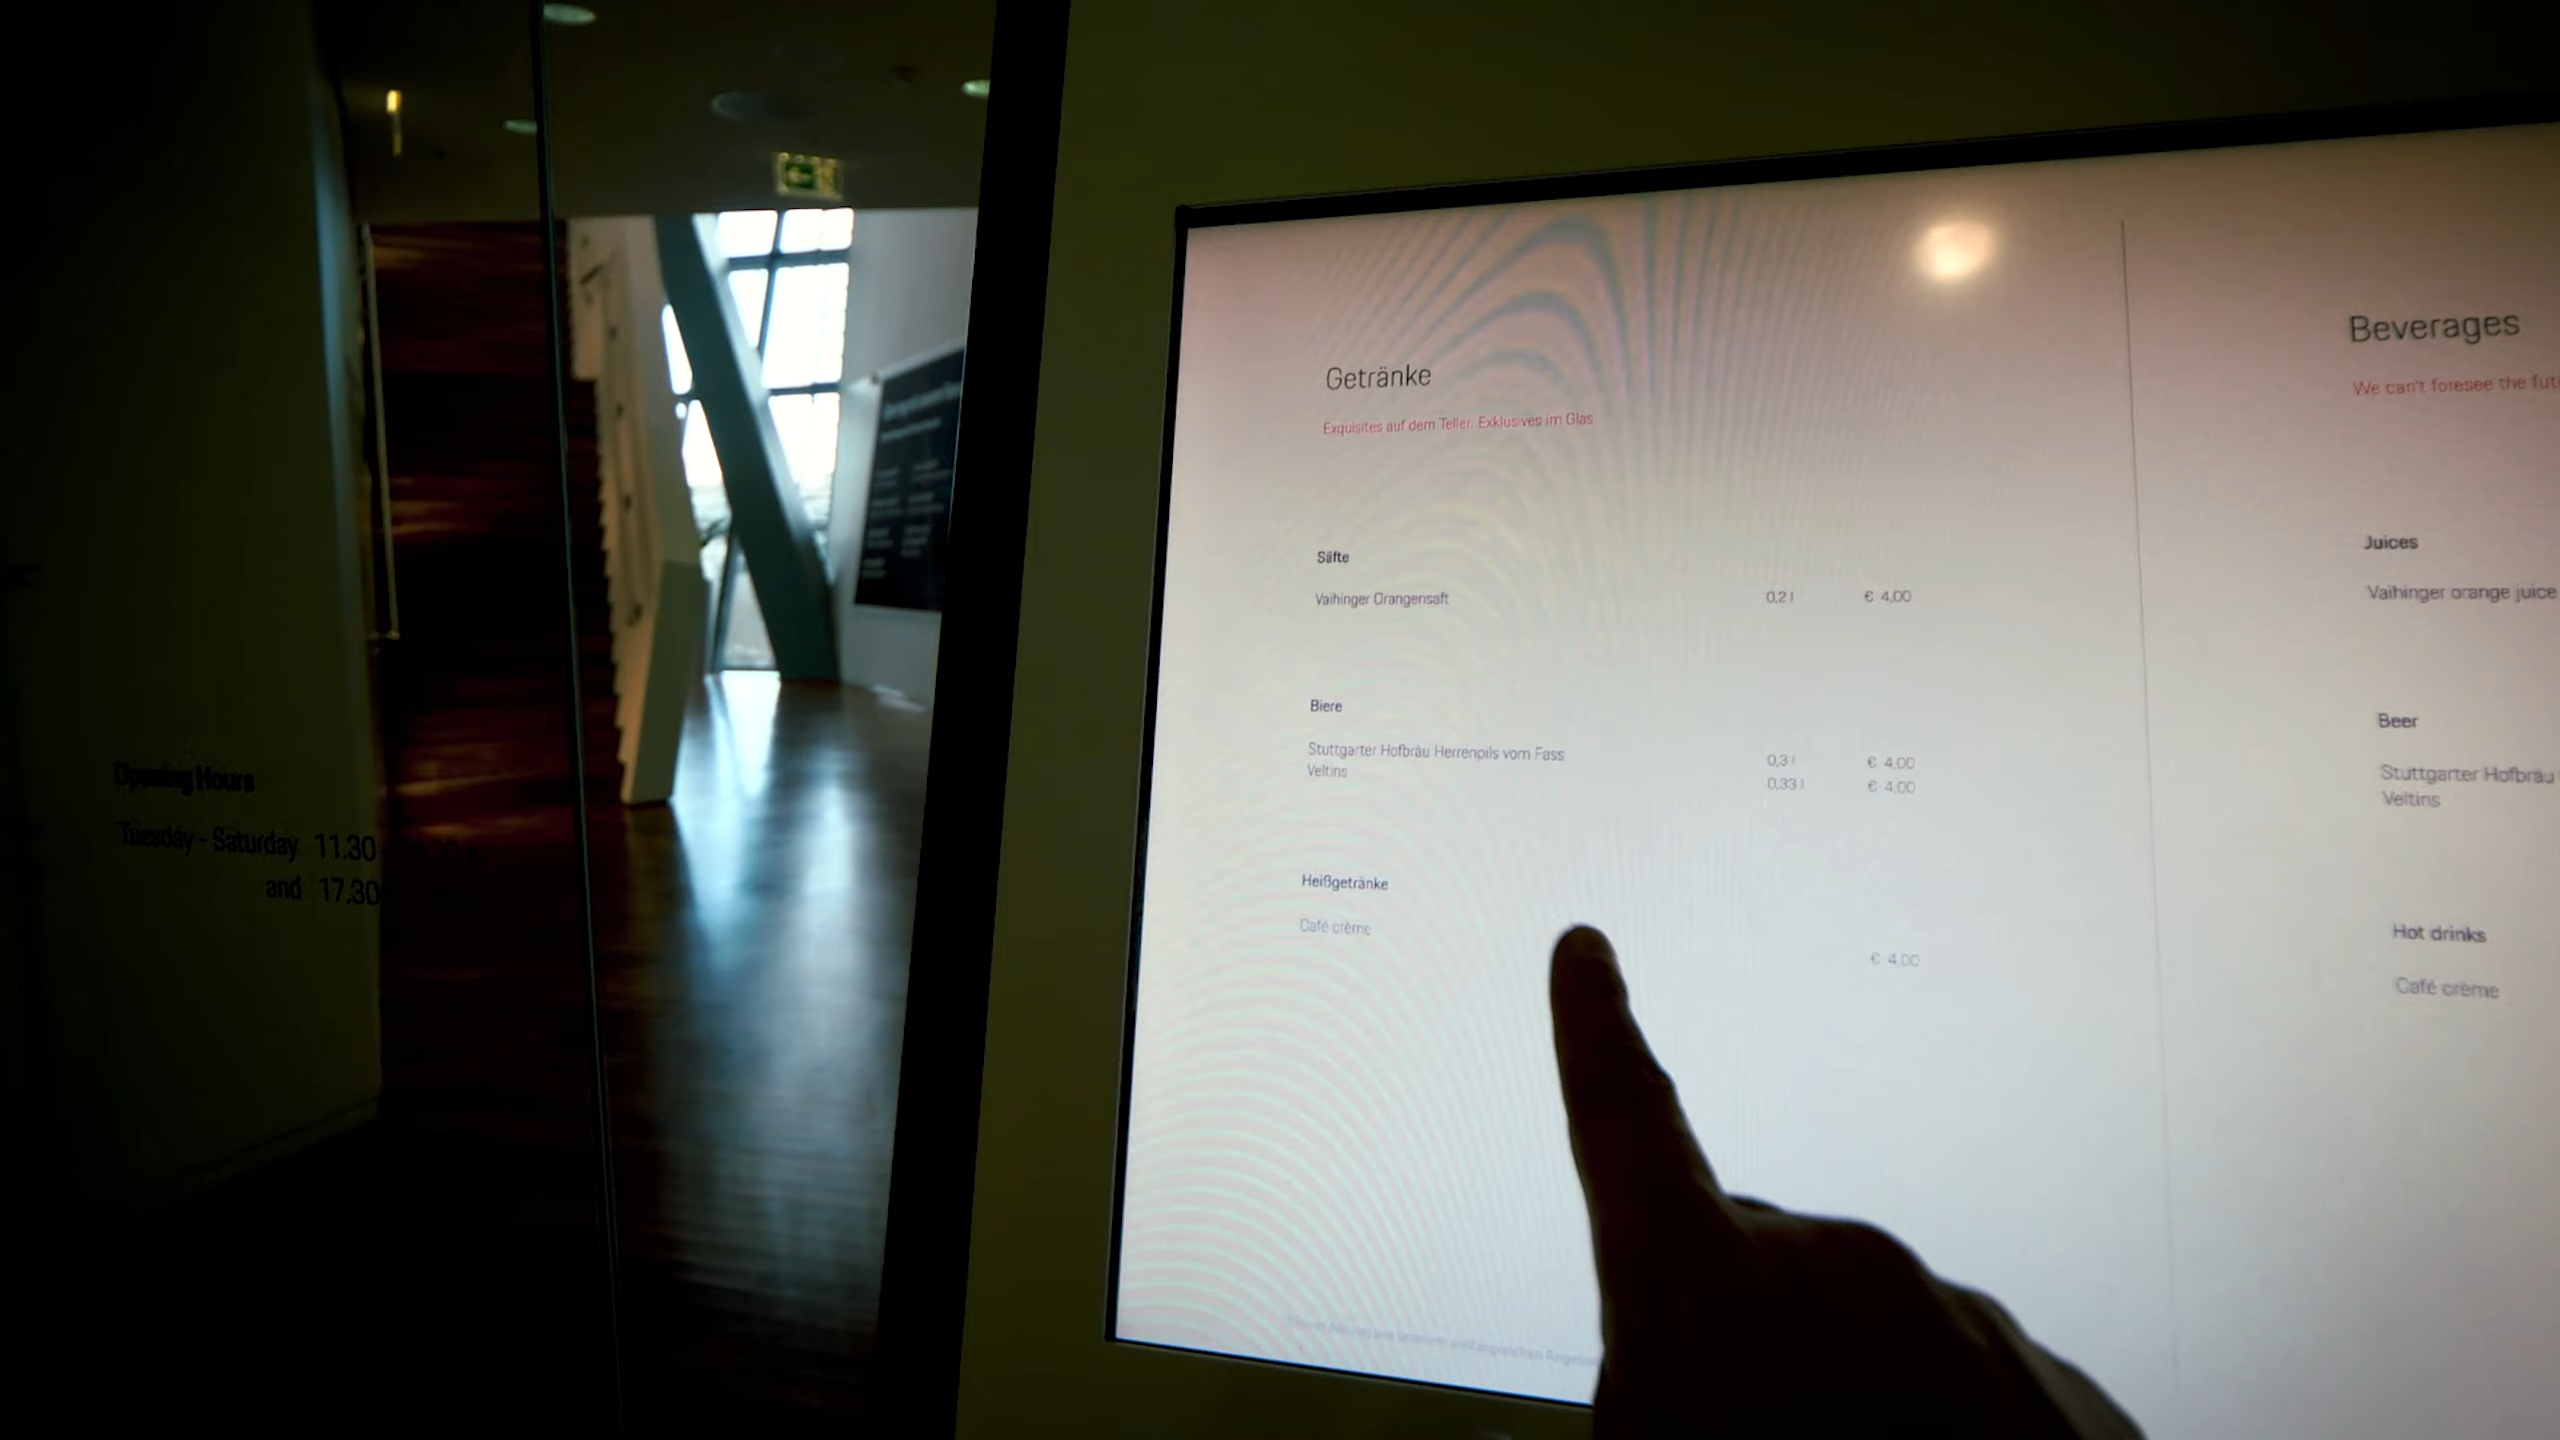 Opening Hours
Tuesday - Saturday 11.30
and 17.30
Getränke
Exquisites auf dem Teller. Exklusives im Glas
Säfte
Vaihinger Orangensaft 0,2 l € 4,00
Biere
Stuttgarter Hofbräu Herrenpils vom Fass 0,3 l € 4,00
Veltins 0,33 l € 4,00
Heißgetränke
Café crème € 4,00
Beverages
We can't foresee the
Juices
Vaihinger orange juice
Beer
Stuttgarter Hofbräu
Veltins
Hot drinks
Café crème